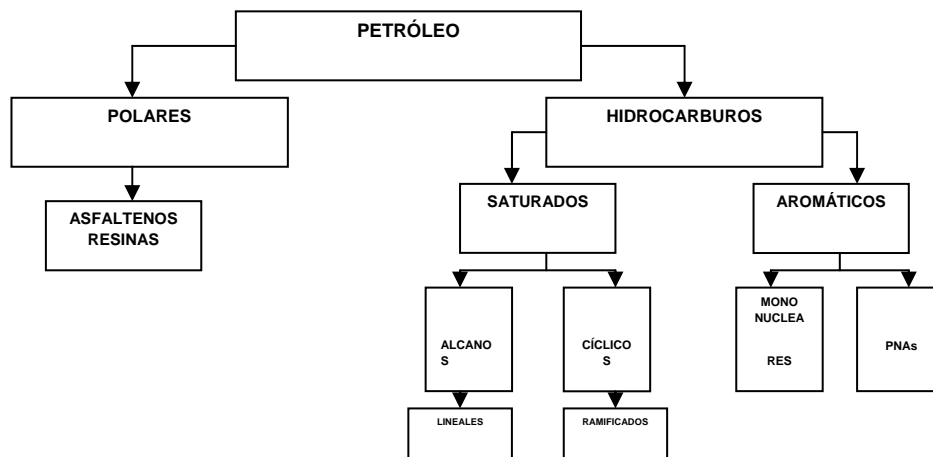 PETRÓLEO
POLARES
HIDROCARBUROS
ASFALTENOS
RESINAS
SATURADOS
AROMÁTICOS
ALCANO
S
CÍCLICO
S
MONO
NUCLEA
RES
PNAs
LINEALES
RAMIFICADOS